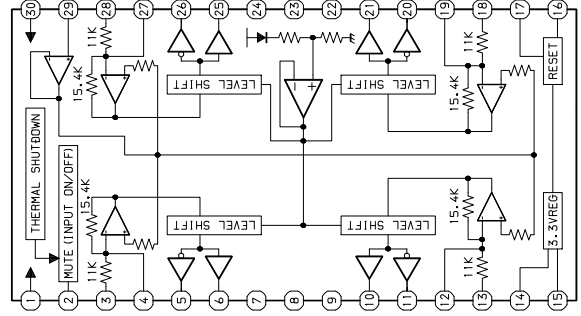 30 29 28 27 26 25 24 23 22 21 20 19 18 17 16
11K
11K
RESET
15.4K
LEVEL SHIFT
LEVEL SHIFT
15.4K
THERMAL SHUTDOWN
MUTE (INPUT ON/OFF)
15.4K
LEVEL SHIFT
LEVEL SHIFT
15.4K
3.3VREG
11K
11K
1 2 3 4 5 6 7 8 9 10 11 12 13 14 15